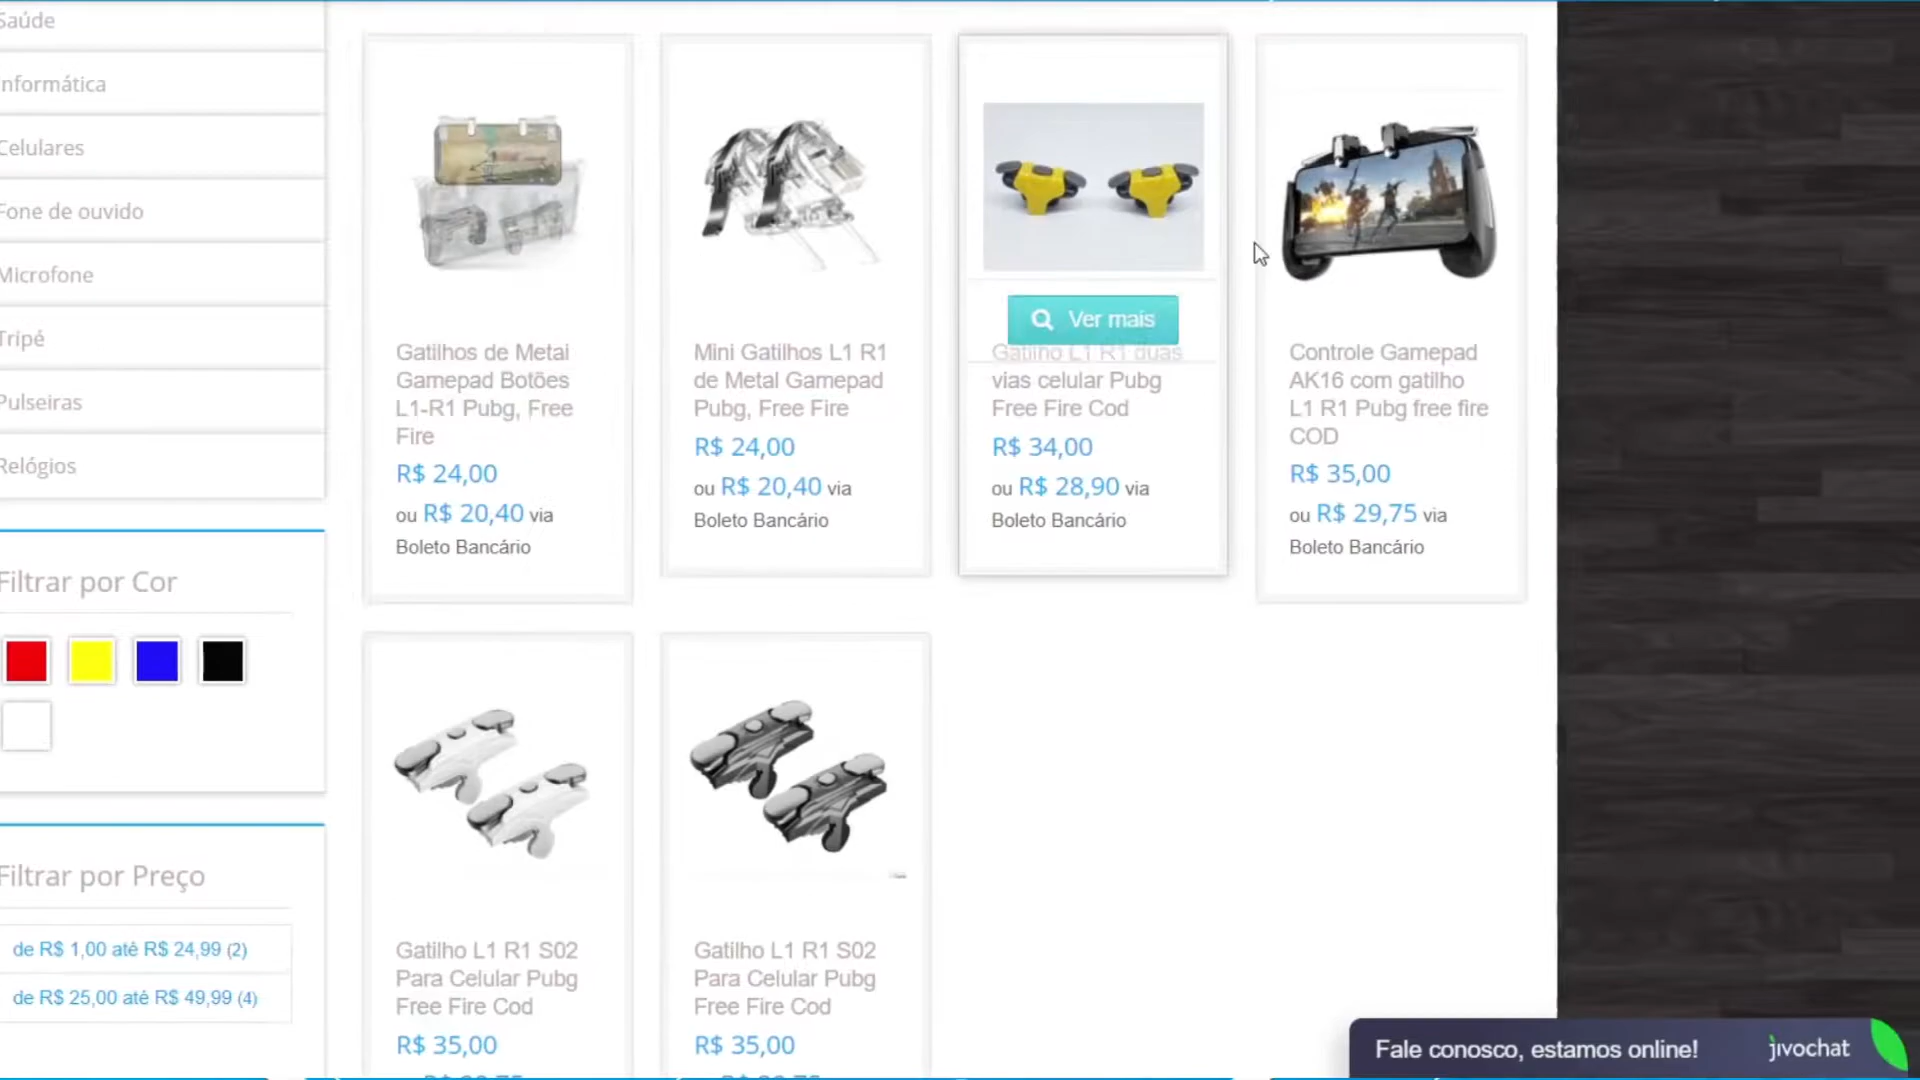 Saúde
Informática
Celulares
Fone de ouvido
Microfone
Tripé
Pulseiras
Relógios
Filtrar por Cor
Filtrar por Preço
de R$ 1,00 até R$ 24,99 (2)
de R$ 25,00 até R$ 49,99 (4)
Gatilhos de Metal
Gamepad Botões
L1-R1 Pubg, Free
Fire
R$ 24,00
ou R$ 20,40 via
Boleto Bancário
Mini Gatilhos L1 R1
de Metal Gamepad
Pubg, Free Fire
R$ 24,00
ou R$ 20,40 via
Boleto Bancário
Ver mais
Gatilho L1 R1 duas
vias celular Pubg
Free Fire Cod
R$ 34,00
ou R$ 28,90 via
Boleto Bancário
Controle Gamepad
AK16 com gatilho
L1 R1 Pubg free fire
COD
R$ 35,00
ou R$ 29,75 via
Boleto Bancário
Gatilho L1 R1 S02
Para Celular Pubg
Free Fire Cod
R$ 35,00
Gatilho L1 R1 S02
Para Celular Pubg
Free Fire Cod
R$ 35,00
Fale conosco, estamos online!
jivochat